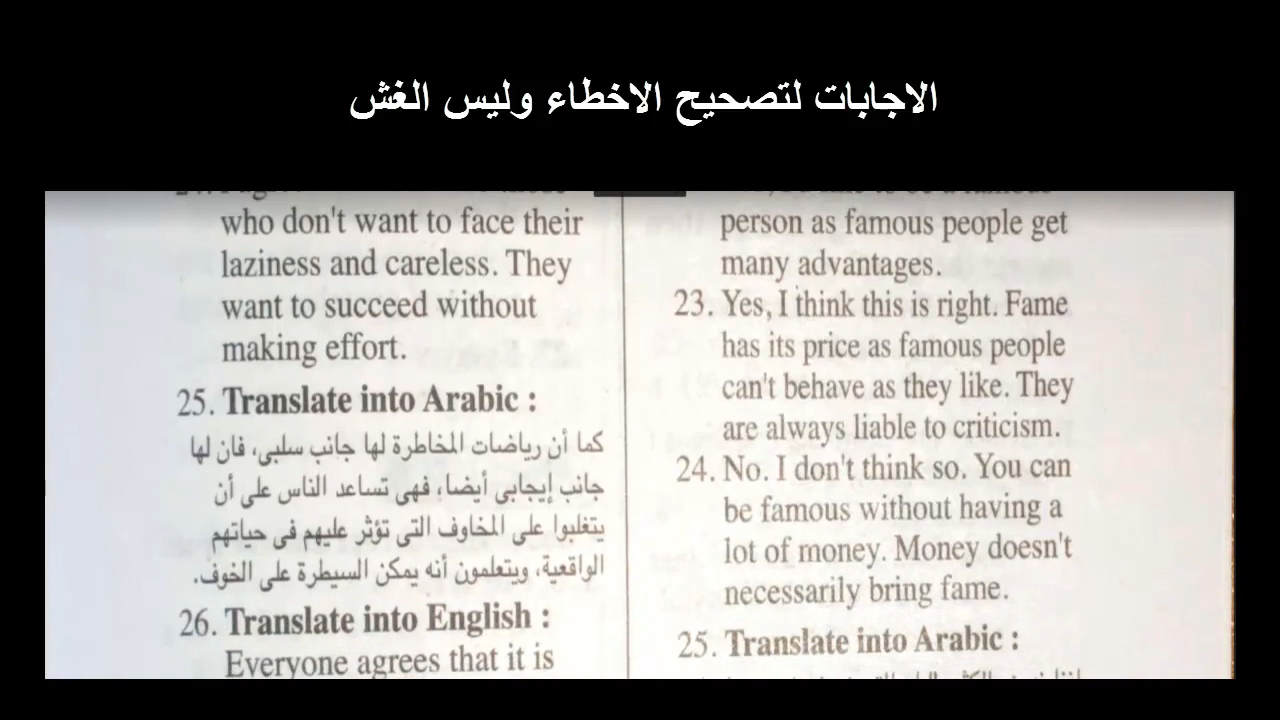 الاجابات لتصحيح الاخطاء وليس الغش
who don't want to face their
laziness and careless. They
want to succeed without
making effort.
25. Translate into Arabic :
كما أن رياضات المخاطرة لها جانب سلبى، فان لها
جانب إيجابى أيضا، فهى تساعد الناس على أن
يتغلبوا على المخاوف التى تؤثر عليهم فى حياتهم
الواقعية، ويتعلمون أنه يمكن السيطرة على الخوف.
26. Translate into English :
Everyone agrees that it is
person as famous people get
many advantages.
23. Yes, I think this is right. Fame
has its price as famous people
can't behave as they like. They
are always liable to criticism.
24. No. I don't think so. You can
be famous without having a
lot of money. Money doesn't
necessarily bring fame.
25. Translate into Arabic :